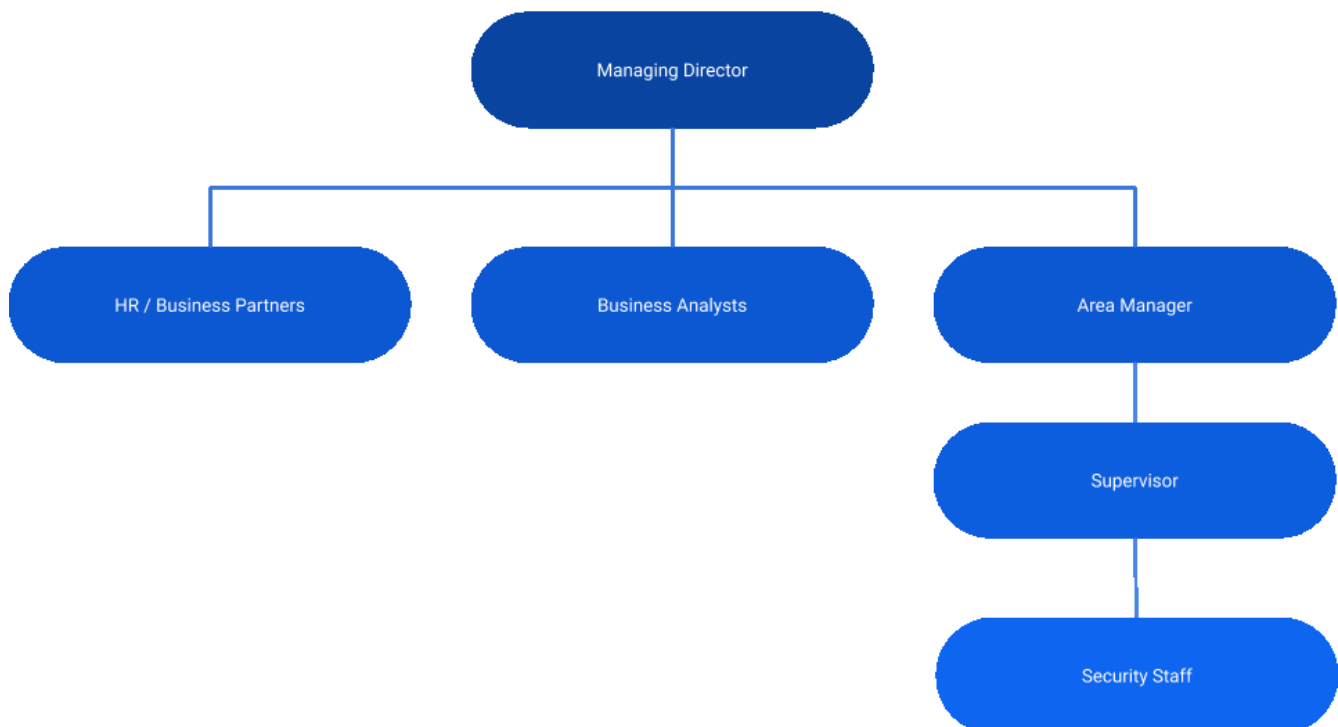 Managing Director
HR / Business Partners
Business Analysts
Area Manager
Supervisor
Security Staff